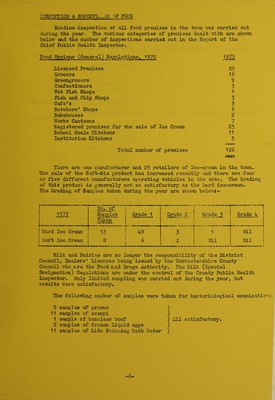 INSPECTION & SURVEILLANCE OF FOOD
Routine inspection of all food premises in the town was carried out
during the year. The various categories of premises dealt with are shown
below and the number of inspections carried out in the Report of the
Chief Public Health Inspector.
Food Hygiene (General) Regulations, 1970 1973
Licensed Premises 25
Grocers 16
Greengrocers 9
Confectioners 3
Wet Fish Shops 1
Fish and Chip Shops 5
Cafe's 9
Butchers' Shops 6
Bakehouses 2
Works Canteens 7
Registered premises for the sale of Ice Cream 25
School Meals Kitchens 11
Institution Kitchens
Total number of premises 126
There are one manufacturer and 25 retailers of Ice-cream in the town.
The sale of the Soft-Mix product has increased recently and there are four
or five different manufacturers operating vehicles in the area. The Grading
of this product is generally not so satisfactory as the hard ice-cream.
The Grading of Samples taken during the year are shown below:-
1973 No. of Samples Taken Grade 1 Grade 2 Grade 3 Grade 4
Hard Ice Cream 53 49 3 1 Nil
Soft Ice Cream 8 6 2 Nil Nil
Milk and Dairies are no longer the responsibility of the District
Council, Dealers' Licences being issued by the Worcestershire County
Council who are the Food and Drugs Authority. The Milk (Special
Designation) Regulations are under the control of the County Public Health
Inspector. Only limited sampling was carried out during the year, but
results were satisfactory.
The following number of samples were taken for bacteriological examination:
9 samples of prawns
11 samples of scampi
1 sample of boneless beef All satisfactory.
8 samples of frozen liquid eggs
11 samples of Lido Swimming Bath Water
-6-